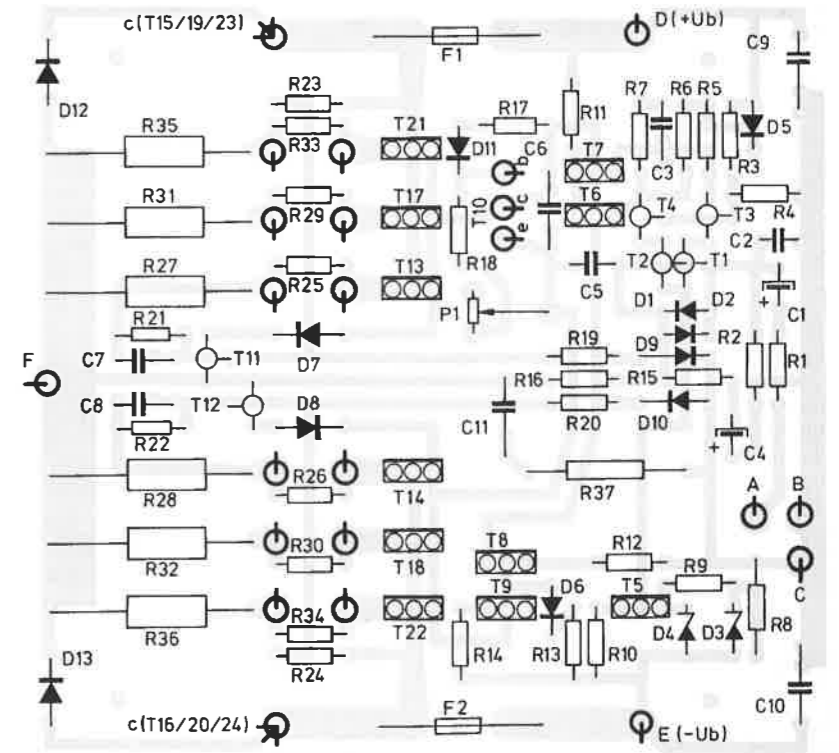 c(T15/19/23)
F1
D(+Ub)
C9
D12
R23
R33
R35
T21
D11
R17
C6
R11
R7
R6
R5
D5
C3
R3
T7
b
R31
R29
T17
T10
c
e
R18
T6
T4
T3
R4
C2
R27
R25
T13
C5
T2
T1
P1
D1
D2
C1
R21
C7
T11
D7
R19
D9
R2
R1
F
R16
R15
C8
T12
D8
R20
D10
R22
C11
C4
R28
R26
T14
R37
A
B
R32
R30
T18
T8
R12
C
R36
R34
T22
T9
D6
T5
R9
R8
R24
R14
R13
R10
D4
D3
D13
C10
c(T16/20/24)
F2
E(-Ub)
+
+